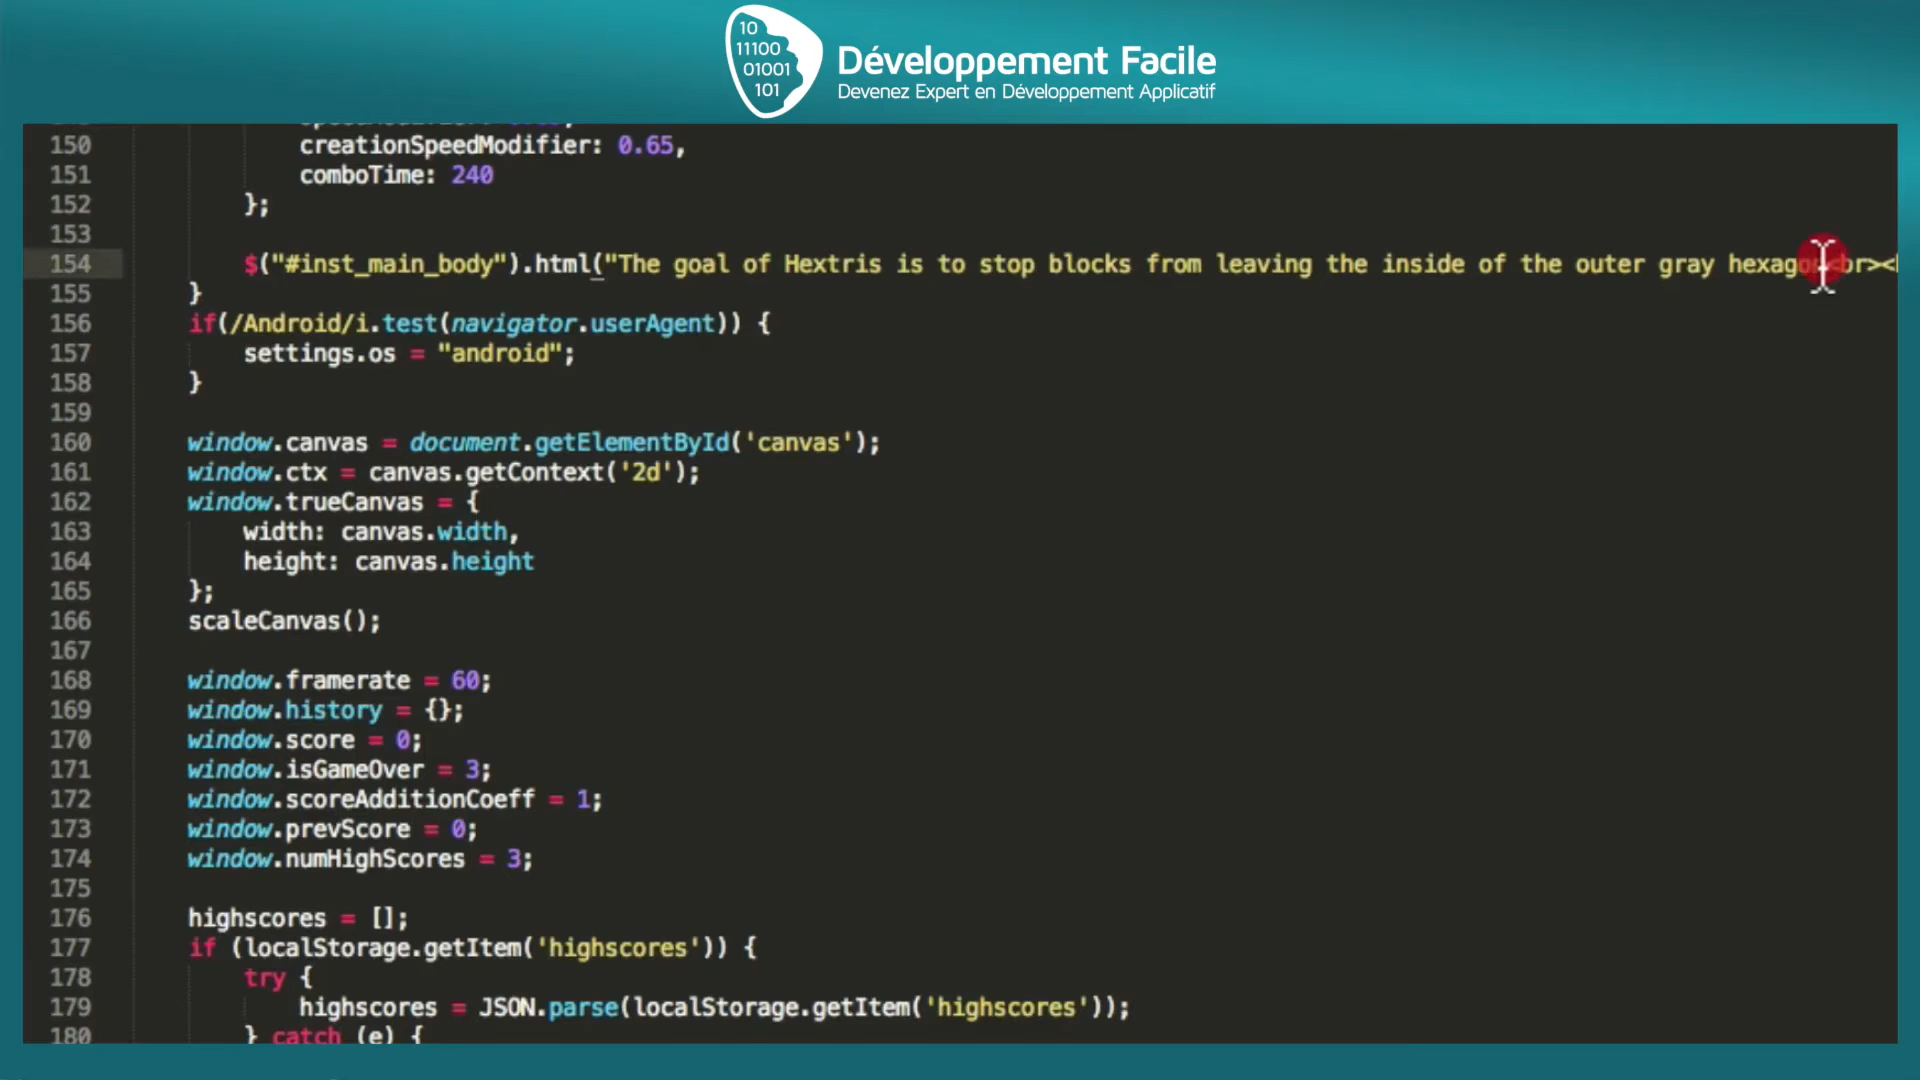 10
11100
01001
101
Développement Facile
Devenez Expert en Développement Applicatif
150 creationSpeedModifier: 0.65,
151 comboTime: 240
152 };
153
154 $("#inst_main_body").html("The goal of Hextris is to stop blocks from leaving the inside of the outer gray hexagon<br><
155 }
156 if(/Android/i.test(navigator.userAgent)) {
157 settings.os = "android";
158 }
159
160 window.canvas = document.getElementById('canvas');
161 window.ctx = canvas.getContext('2d');
162 window.trueCanvas = {
163 width: canvas.width,
164 height: canvas.height
165 };
166 scaleCanvas();
167
168 window.framerate = 60;
169 window.history = {};
170 window.score = 0;
171 window.isGameOver = 3;
172 window.scoreAdditionCoeff = 1;
173 window.prevScore = 0;
174 window.numHighScores = 3;
175
176 highscores = [];
177 if (localStorage.getItem('highscores')) {
178 try {
179 highscores = JSON.parse(localStorage.getItem('highscores'));
180 } catch (e) {